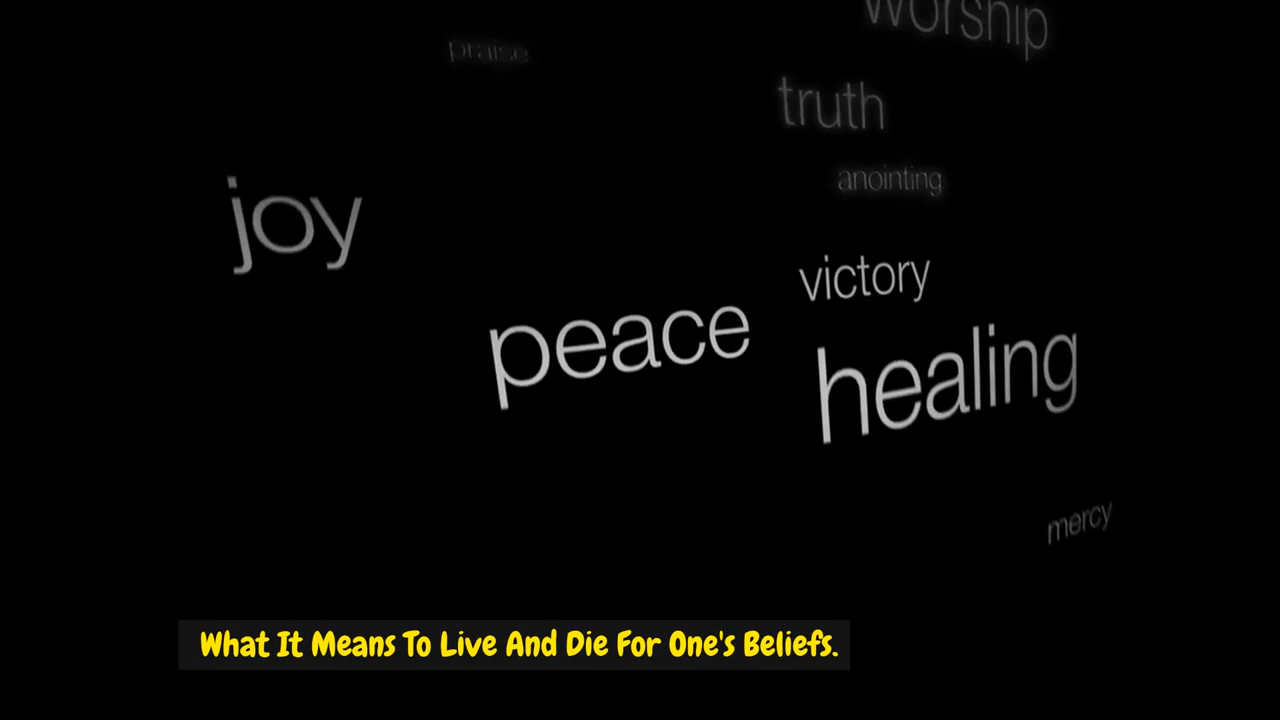 worship
praise
truth
anointing
joy
victory
peace
healing
mercy
What It Means To Live And Die For One's Beliefs.